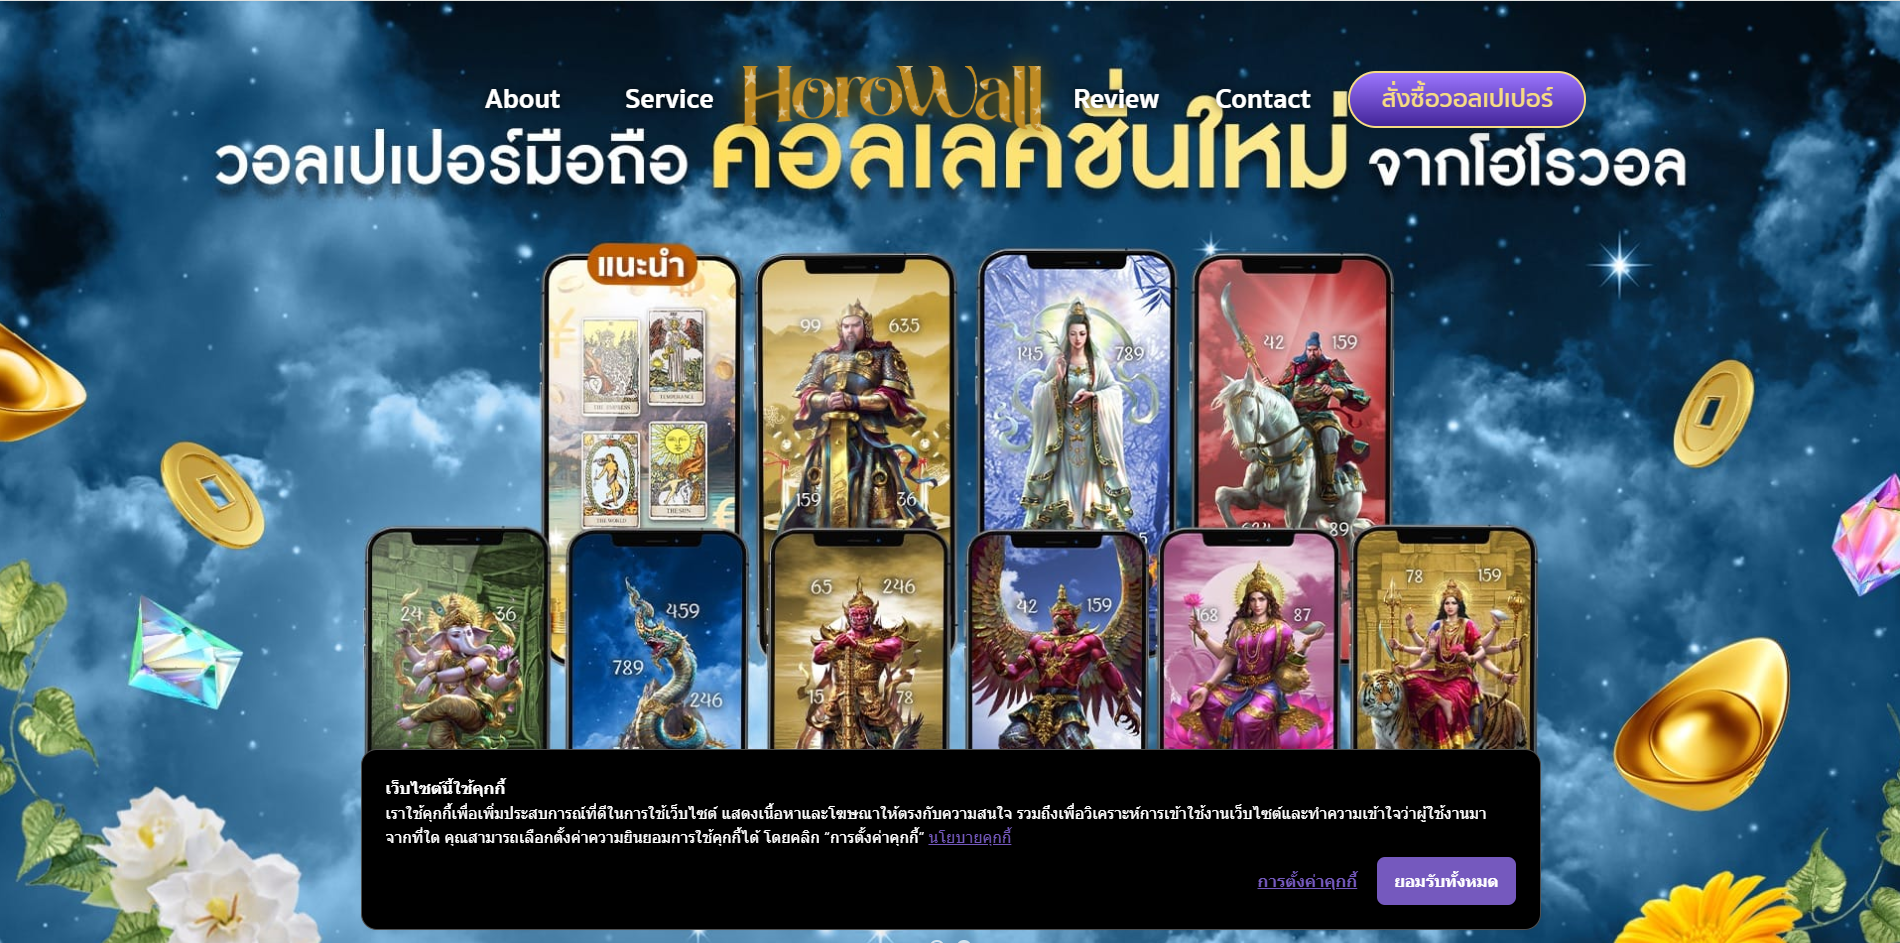 About Service HoroWall Review Contact สั่งซื้อวอลเปเปอร์
วอลเปเปอร์มือถือ คอลเลคชั่นใหม่ จากโฮโรวอล
แนะนำ
THE EMPRESS
TEMPERANCE
THE WORLD
THE SUN
99 635
159 36
145 789
42 159
89
24 36
459
789
246
65 246
15 78
42 159
168 87
78 159
เว็บไซต์นี้ใช้คุกกี้
เราใช้คุกกี้เพื่อเพิ่มประสบการณ์ที่ดีในการใช้เว็บไซต์ แสดงเนื้อหาและโฆษณาให้ตรงกับความสนใจ รวมถึงเพื่อวิเคราะห์การเข้าใช้งานเว็บไซต์และทำความเข้าใจว่าผู้ใช้งานมา
จากที่ใด คุณสามารถเลือกตั้งค่าความยินยอมการใช้คุกกี้ได้ โดยคลิก "การตั้งค่าคุกกี้" นโยบายคุกกี้
การตั้งค่าคุกกี้ ยอมรับทั้งหมด